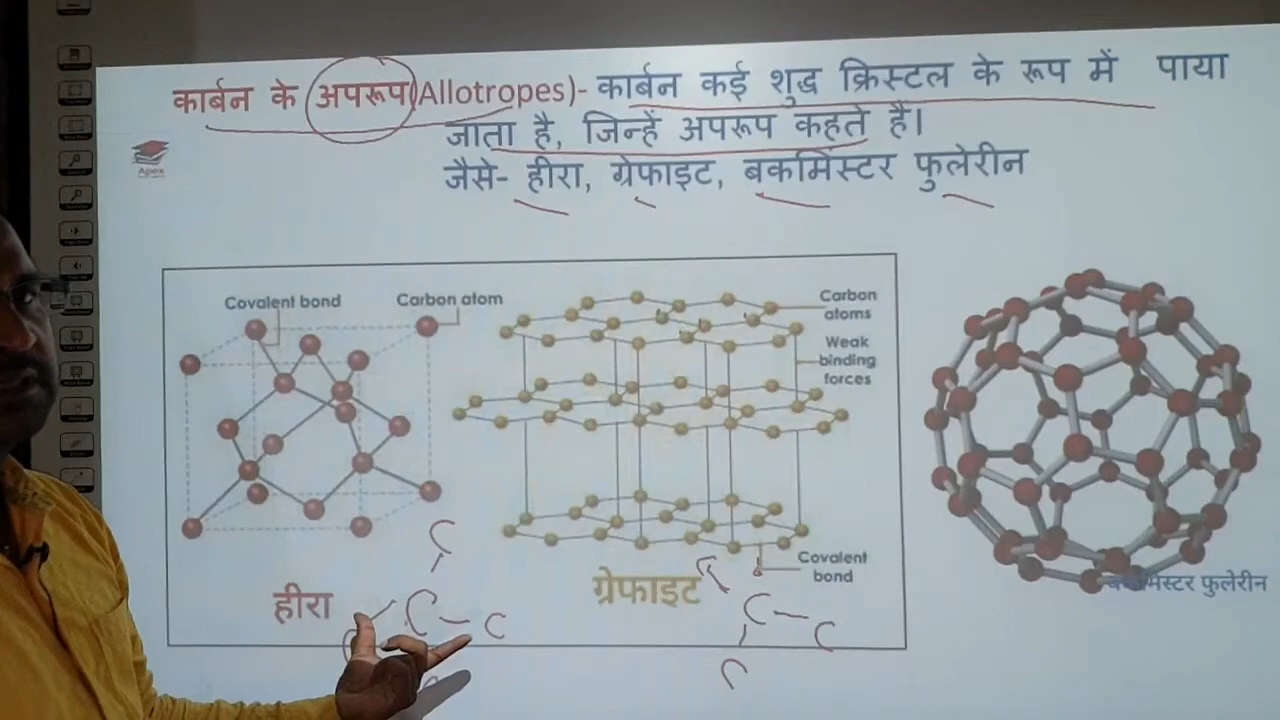 कार्बन के अपरूप(Allotropes)- कार्बन कई शुद्ध क्रिस्टल के रूप में पाया
जाता है, जिन्हें अपरूप कहते हैं।
जैसे- हीरा, ग्रेफाइट, बकमिंस्टर फुलेरीन
Apex
Covalent bond
Carbon atom
Carbon
atoms
Weak
binding
forces
Covalent
bond
हीरा
ग्रेफाइट
फुलेरीन
C
C
C
C
C
C
C